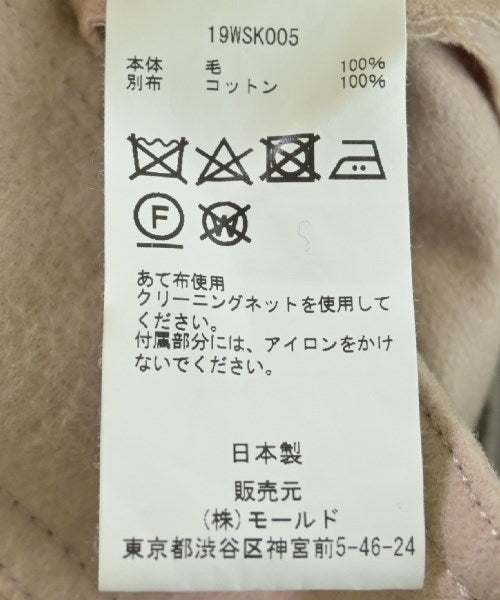 19WSK005
本体 毛 100%
別布 コットン 100%
F W
あて布使用
クリーニングネットを使用して
ください。
付属部分には、アイロンをかけ
ないでください。
日本製
販売元
(株)モールド
東京都渋谷区神宮前5-46-24